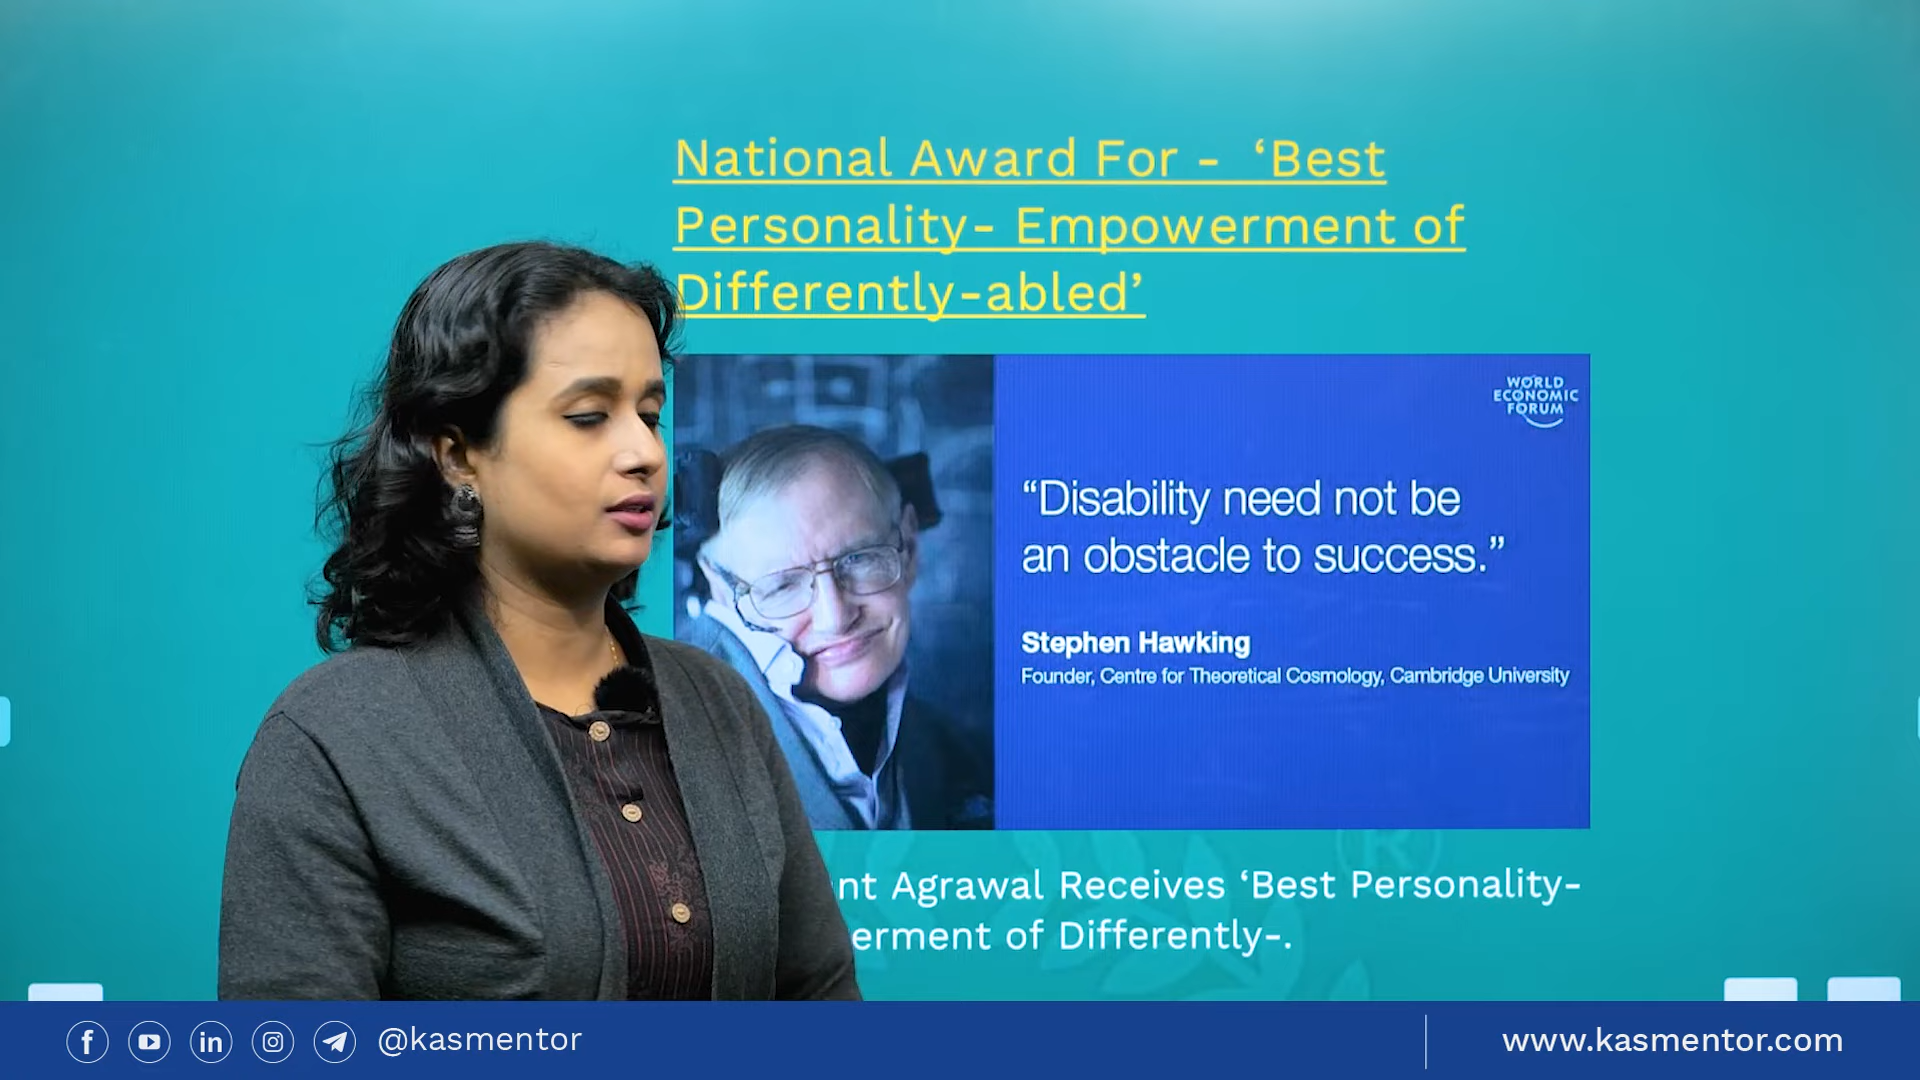 National Award For - ‘Best
Personality- Empowerment of
Differently-abled’
WORLD
ECONOMIC
FORUM
“Disability need not be
an obstacle to success.”
Stephen Hawking
Founder, Centre for Theoretical Cosmology, Cambridge University
Agrawal Receives ‘Best Personality-
of Differently-.
@kasmentor
www.kasmentor.com